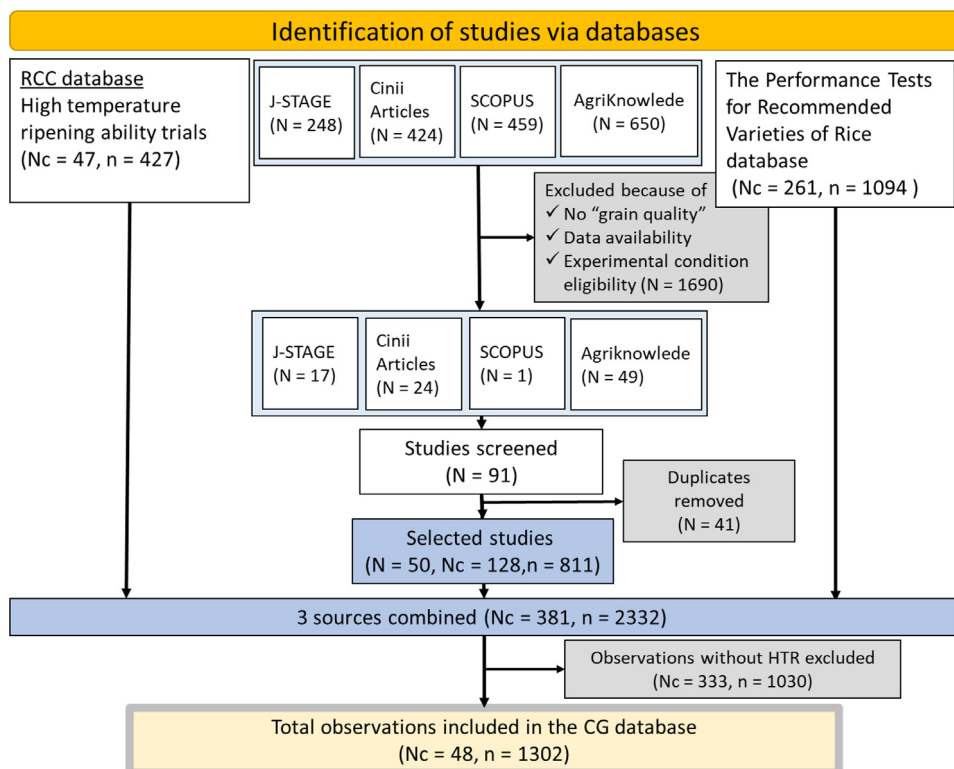 Identification of studies via databases
RCC database
High temperature
ripening ability trials
(Nc = 47, n = 427)
J-STAGE
(N = 248)
Cinii
Articles
(N = 424)
SCOPUS
(N = 459)
AgriKnowlede
(N = 650)
The Performance Tests
for Recommended
Varieties of Rice
database
(Nc = 261, n = 1094 )
Excluded because of
✓ No “grain quality”
✓ Data availability
✓ Experimental condition
eligibility (N = 1690)
J-STAGE
(N = 17)
Cinii
Articles
(N = 24)
SCOPUS
(N = 1)
Agriknowlede
(N = 49)
Studies screened
(N = 91)
Duplicates
removed
(N = 41)
Selected studies
(N = 50, Nc = 128,n = 811)
3 sources combined (Nc = 381, n = 2332)
Observations without HTR excluded
(Nc = 333, n = 1030)
Total observations included in the CG database
(Nc = 48, n = 1302)